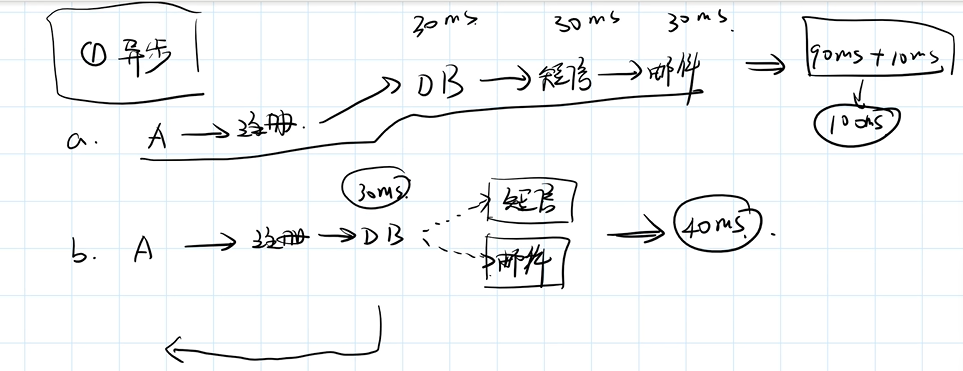 30ms. 30ms 30ms.
① 异步
DB → 短信 → 邮件 ⇒ 90ms + 10ms
a. A → 注册.
100ms
30ms.
短信
b. A → 注册 → DB ⇒ 40ms.
邮件